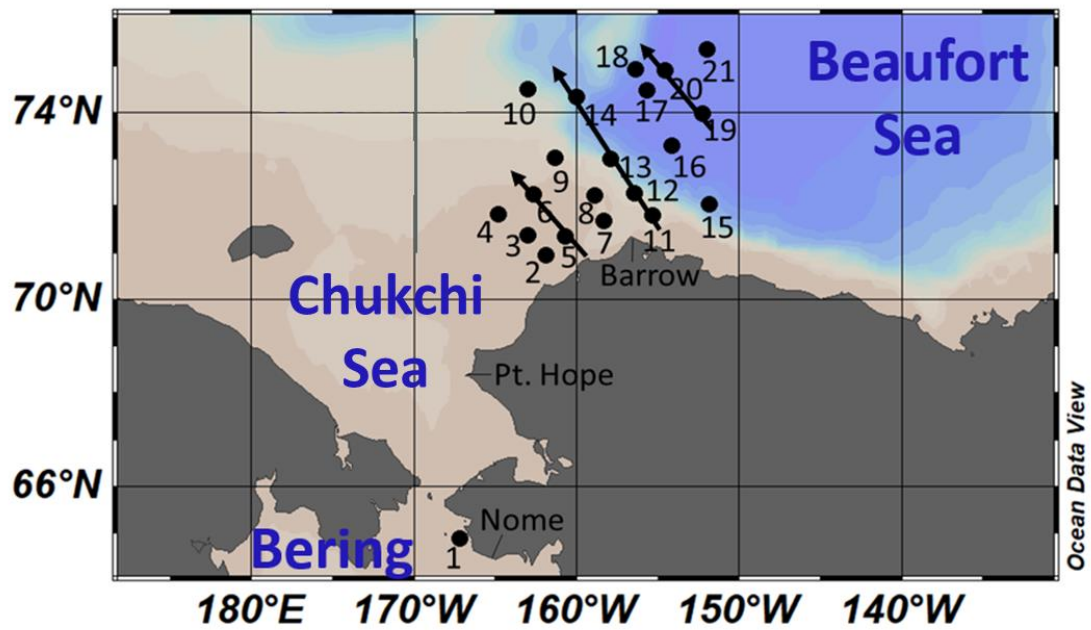 Beaufort
Sea
18
21
20
74°N
10
14
17
19
9
13
16
12
8
6
4
15
3
7
11
5
2
Barrow
Chukchi
70°N
Sea
Pt. Hope
66°N
Nome
Bering
1
180°E
170°W
160°W
150°W
140°W
Ocean Data View